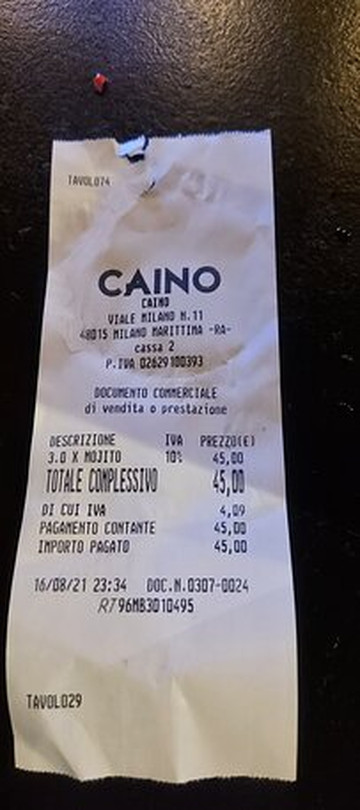 TAVOLO74
CAINO
CAINO
VIALE MILANO N.11
48015 MILANO MARITTIMA -RA-
cassa 2
P.IVA 02629100393
DOCUMENTO COMMERCIALE
di vendita o prestazione
DESCRIZIONE IVA PREZZO(€)
3.0 X MOJITO 10% 45,00
TOTALE COMPLESSIVO 45,00
DI CUI IVA 4,09
PAGAMENTO CONTANTE 45,00
IMPORTO PAGATO 45,00
16/08/21 23:34 DOC.N.0307-0024
RT 96MB3010495
TAVOLO29